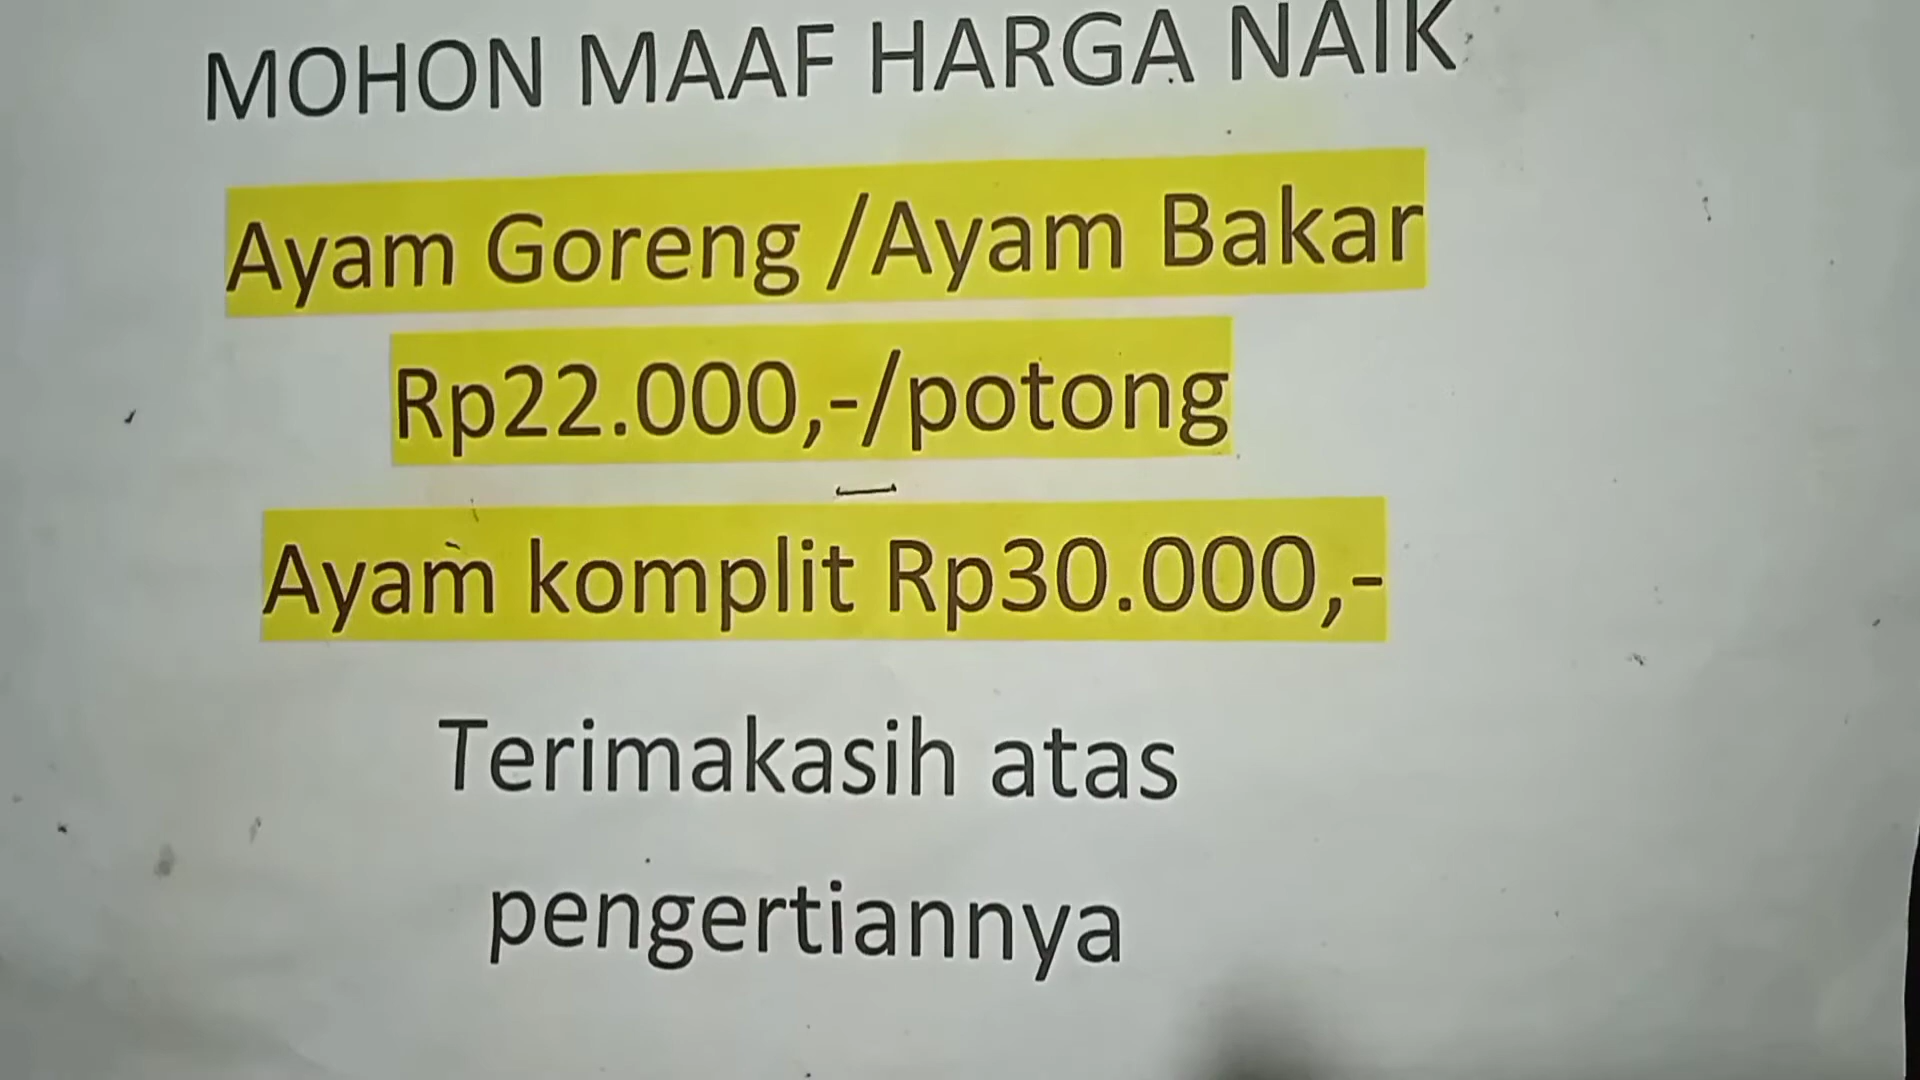 MOHON MAAF HARGA NAIK
Ayam Goreng /Ayam Bakar
Rp22.000,-/potong
Ayam komplit Rp30.000,-
Terimakasih atas
pengertiannya